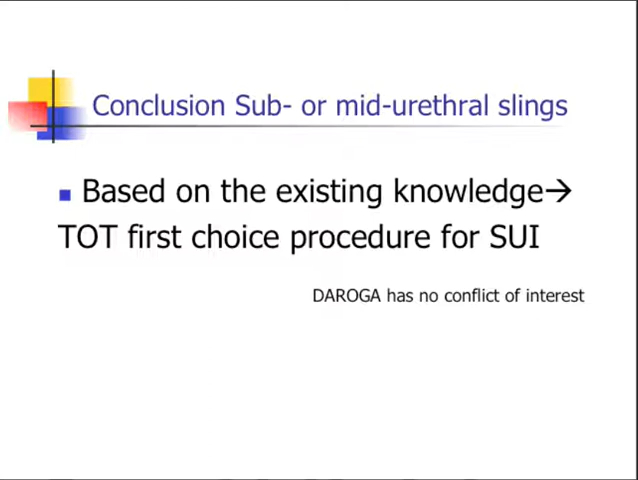 Conclusion Sub- or mid-urethral slings
Based on the existing knowledge→
TOT first choice procedure for SUI
DAROGA has no conflict of interest